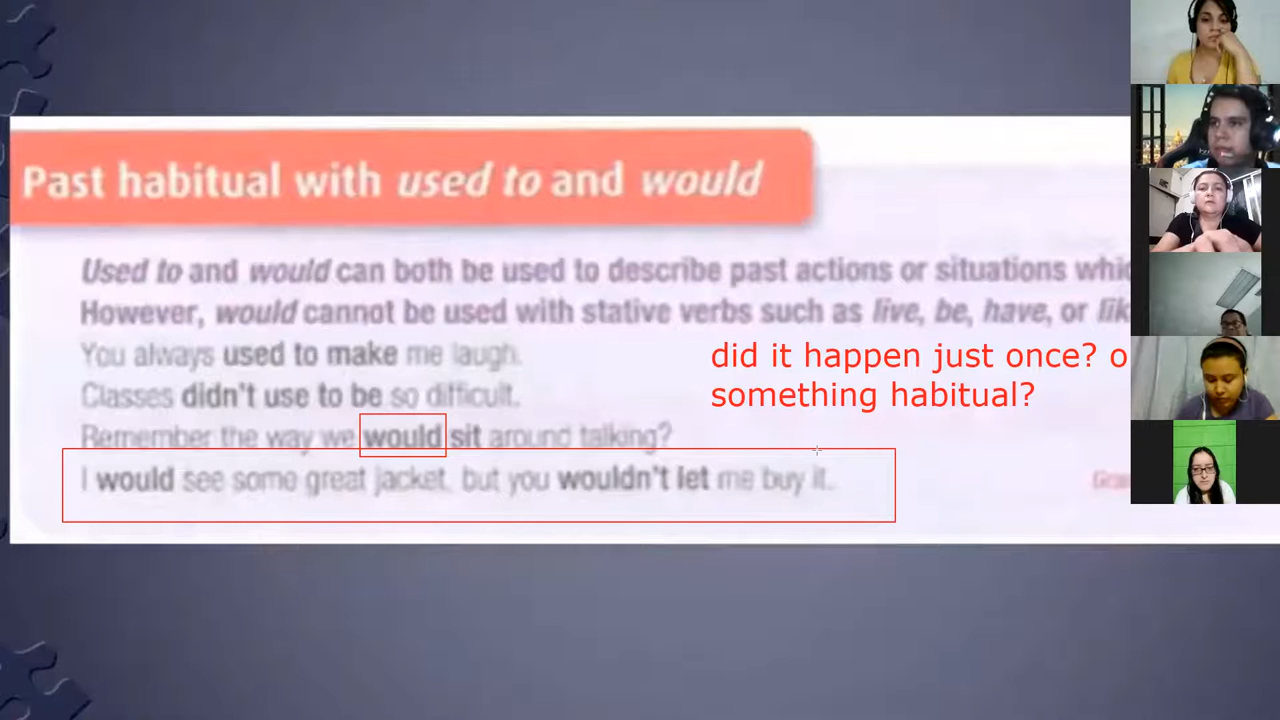 Past habitual with used to and would
Used to and would can both be used to describe past actions or situations
However, would cannot be used with stative verbs such as live, be, have, or
You always used to make me laugh.
did it happen just once?
Classes didn't use to be so difficult.
something habitual?
Remember the way we would sit around talking?
I would see some great jacket, but you wouldn't let me buy it.